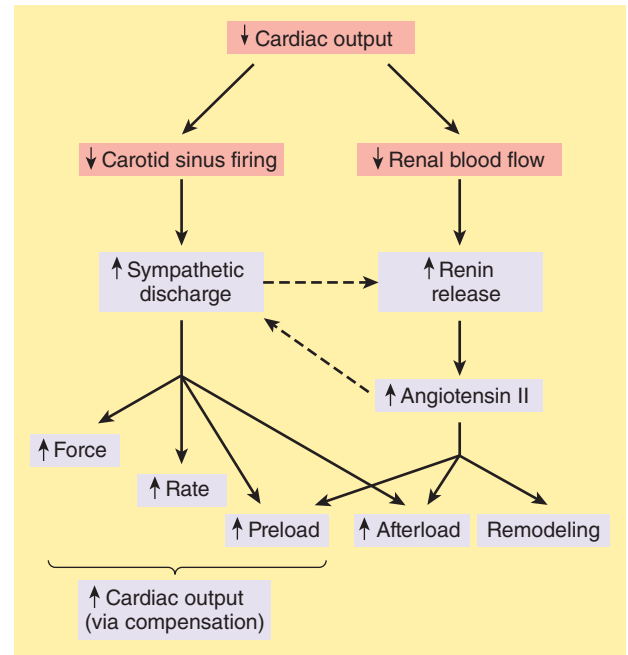 ↓ Cardiac output
↓ Carotid sinus firing
↓ Renal blood flow
↑ Sympathetic
discharge
↑ Renin
release
↑ Angiotensin II
↑ Force
↑ Rate
↑ Preload
↑ Afterload
Remodeling
↑ Cardiac output
(via compensation)